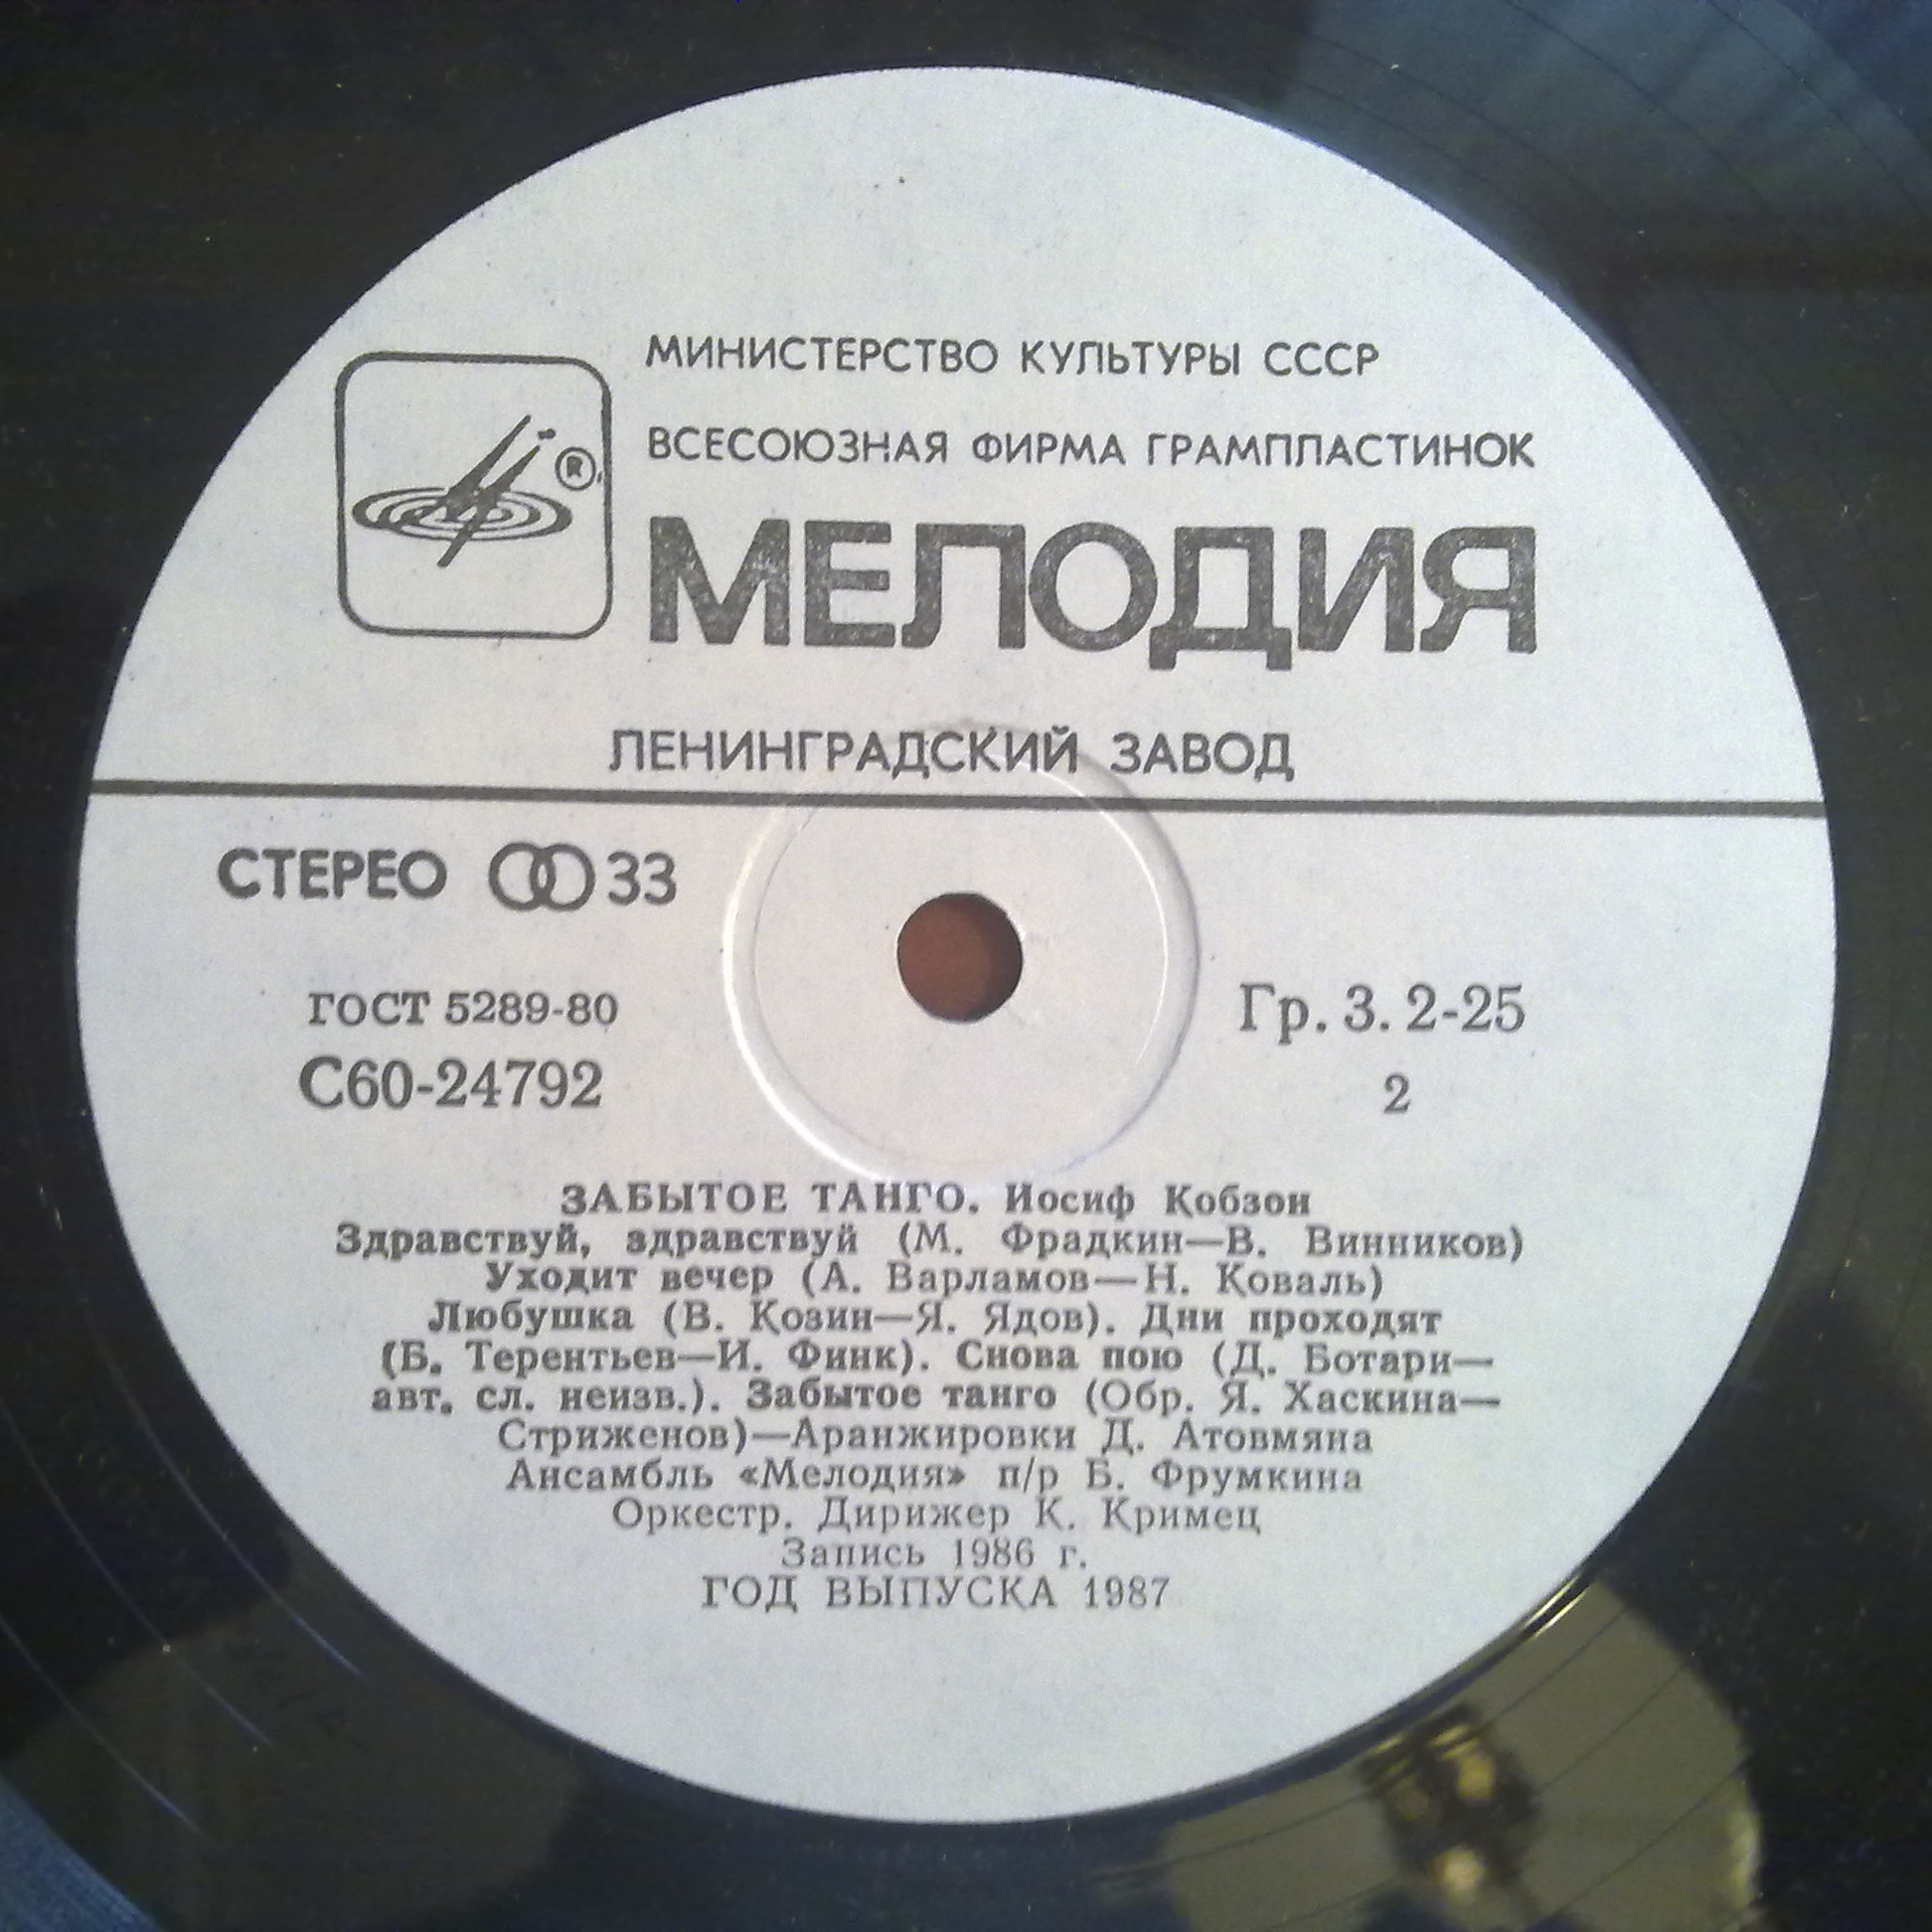 МИНИСТЕРСТВО КУЛЬТУРЫ СССР
ВСЕСОЮЗНАЯ ФИРМА ГРАМПЛАСТИНОК
®
МЕЛОДИЯ
ЛЕНИНГРАДСКИЙ ЗАВОД
СТЕРЕО 33
ГОСТ 5289-80
Гр. 3. 2-25
С60-24792
2
ЗАБЫТОЕ ТАНГО. Иосиф Кобзон
Здравствуй, здравствуй (М. Фрадкин—В. Винников)
Уходит вечер (А. Варламов—Н. Коваль)
Любушка (В. Козин—Я. Ядов). Дни проходят
(Б. Терентьев—И. Финк). Снова пою (Д. Ботари—
авт. сл. неизв.). Забытое танго (Обр. Я. Хаскина—
Стриженов)—Аранжировки Д. Атовмяна
Ансамбль «Мелодия» п/р Б. Фрумкина
Оркестр. Дирижер К. Кримец
Запись 1986 г.
ГОД ВЫПУСКА 1987